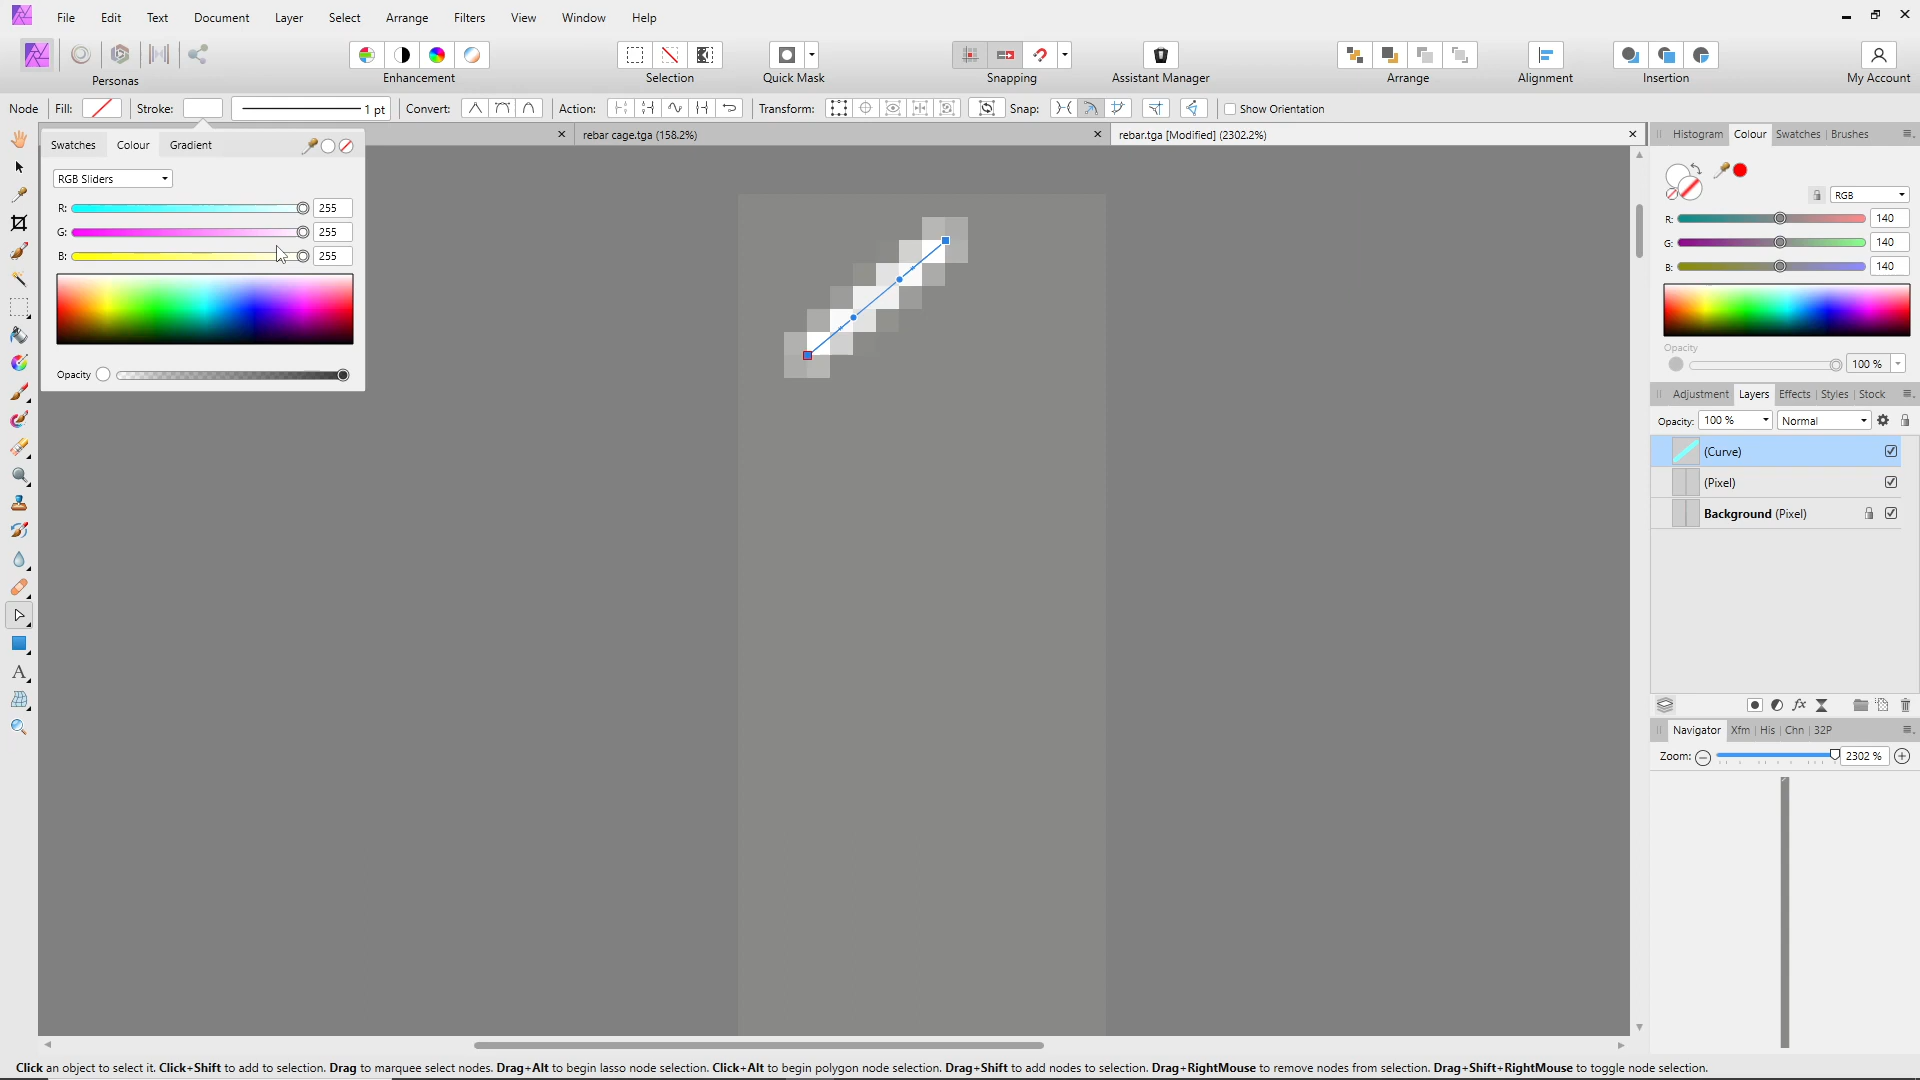 File Edit Text Document Layer Select Arrange Filters View Window Help
Personas Enhancement Selection Quick Mask Snapping Assistant Manager Arrange Alignment Insertion My Account
Node Fill: Stroke: 1 pt Convert: Action: Transform: Snap: Show Orientation
rebar cage.tga (158.2%) rebar.tga [Modified] (2302.2%)
Swatches Colour Gradient
RGB Sliders
R: 255
G: 255
B: 255
Opacity
Histogram Colour Swatches Brushes
RGB
R: 140
G: 140
B: 140
Opacity
100 %
Adjustment Layers Effects Styles Stock
Opacity: 100 % Normal
(Curve)
(Pixel)
Background (Pixel)
Navigator Xfm His Chn 32P
Zoom: 2302 %
Click an object to select it. Click+Shift to add to selection. Drag to marquee select nodes. Drag+Alt to begin lasso node selection. Click+Alt to begin polygon node selection. Drag+Shift to add nodes to selection. Drag+RightMouse to remove nodes from selection. Drag+Shift+RightMouse to toggle node selection.